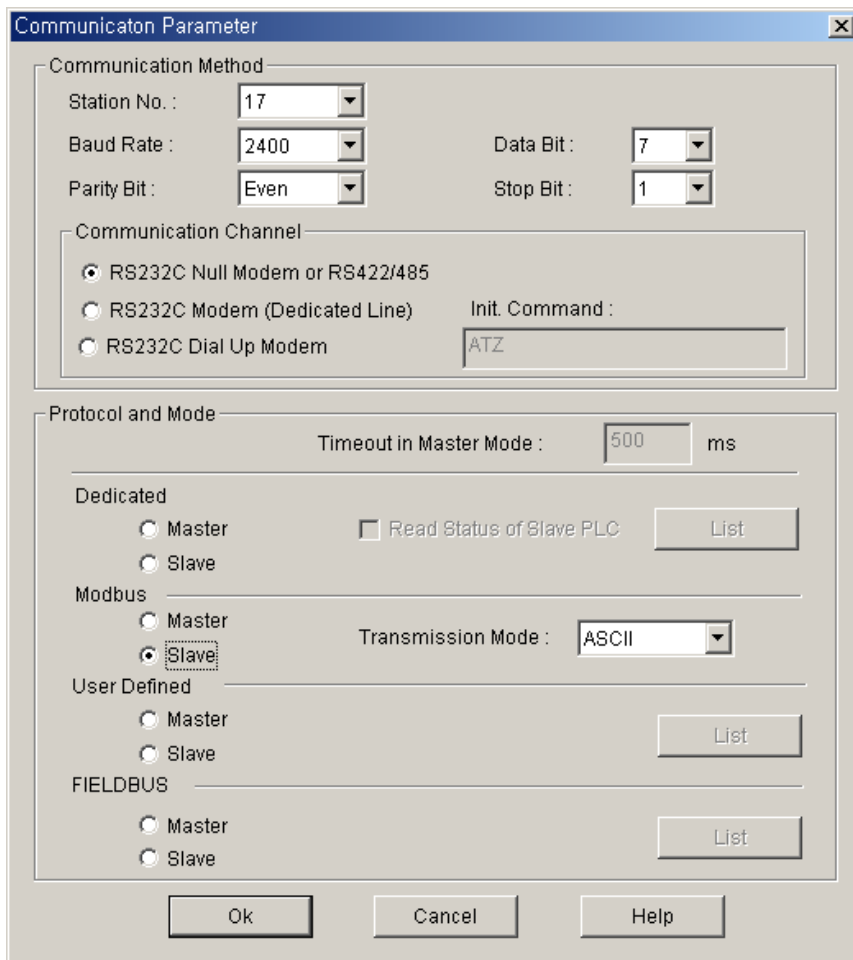 Communicaton Parameter
Communication Method
Station No. : 17
Baud Rate : 2400 Data Bit : 7
Parity Bit : Even Stop Bit : 1
Communication Channel
RS232C Null Modem or RS422/485
RS232C Modem (Dedicated Line) Init. Command :
RS232C Dial Up Modem ATZ
Protocol and Mode
Timeout in Master Mode : 500 ms
Dedicated
Master Read Status of Slave PLC List
Slave
Modbus
Master
Slave Transmission Mode : ASCII
User Defined
Master
Slave List
FIELDBUS
Master
Slave List
Ok Cancel Help